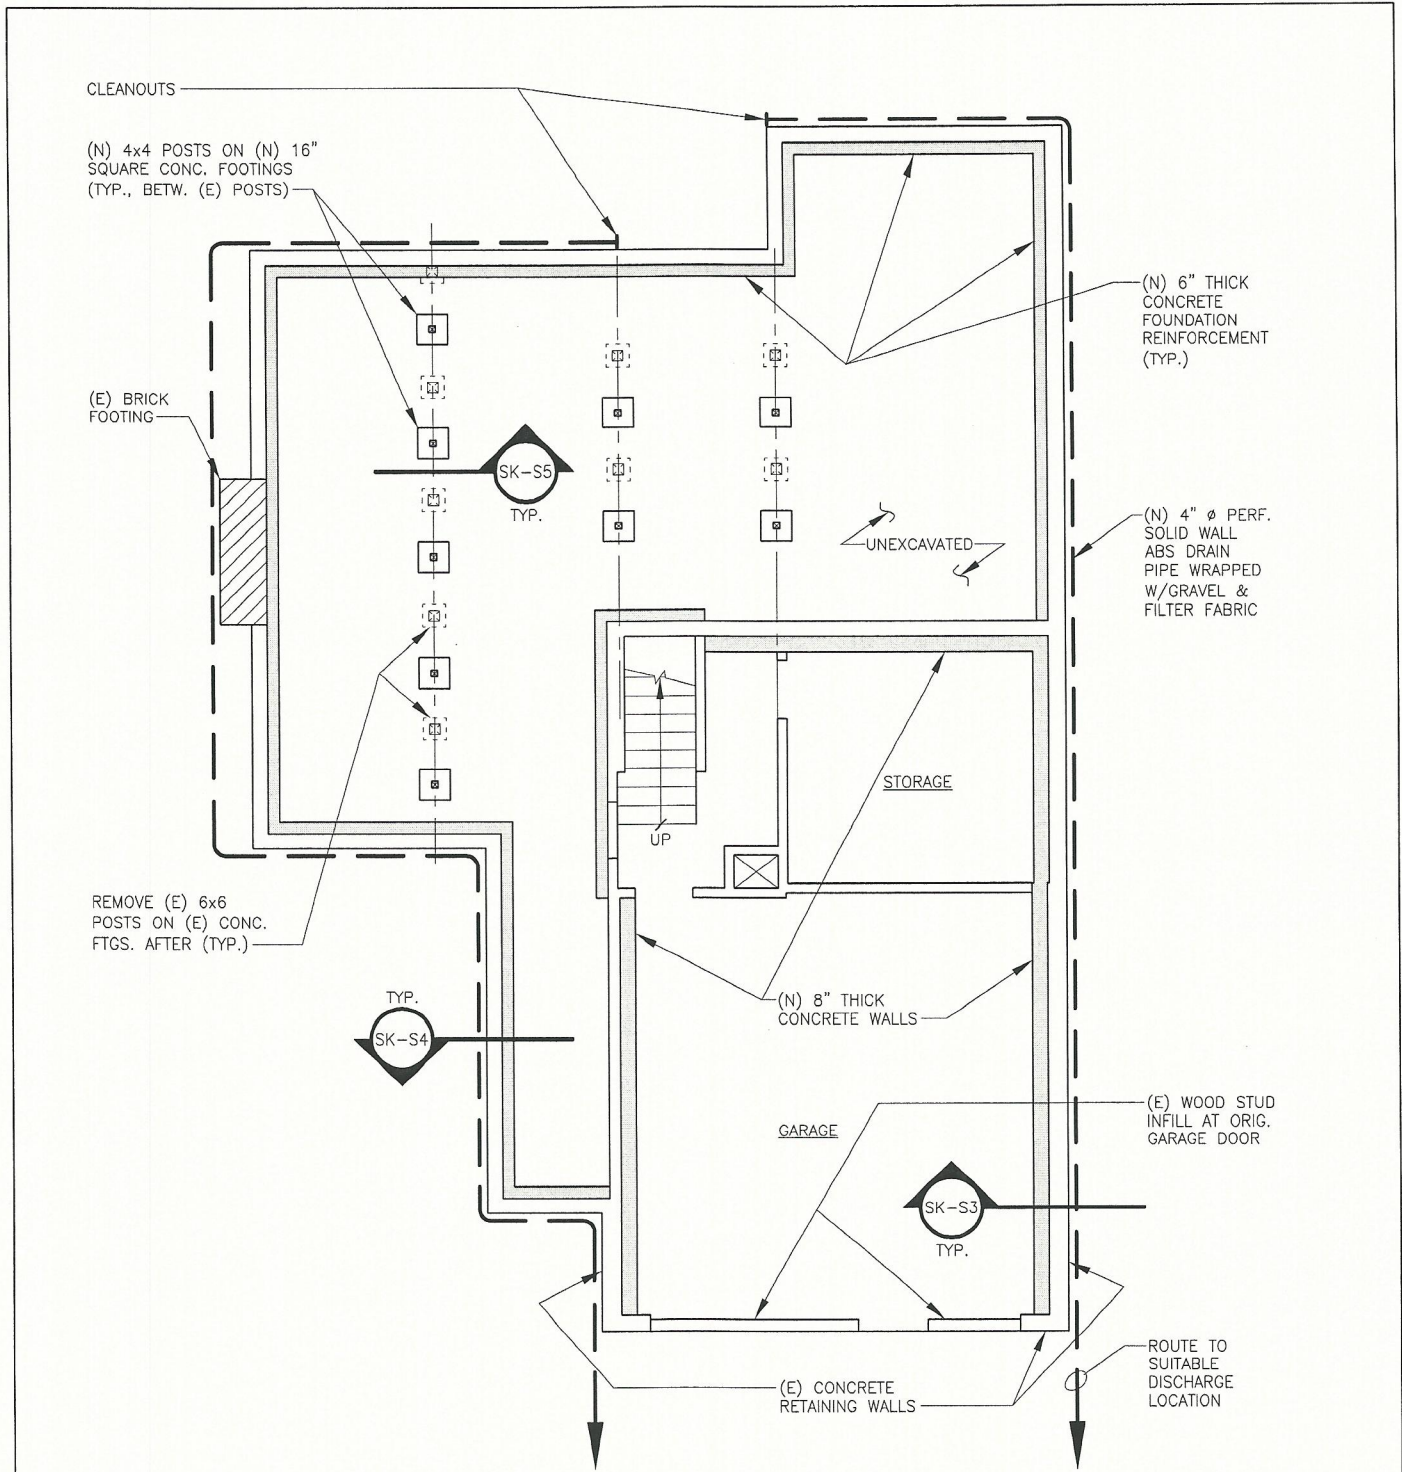 CLEANOUTS
(N) 4x4 POSTS ON (N) 16"
SQUARE CONC. FOOTINGS
(TYP., BETW. (E) POSTS)
(N) 6" THICK
CONCRETE
FOUNDATION
REINFORCEMENT
(TYP.)
(E) BRICK
FOOTING
SK-S5
TYP.
UNEXCAVATED
(N) 4" ø PERF.
SOLID WALL
ABS DRAIN
PIPE WRAPPED
W/GRAVEL &
FILTER FABRIC
STORAGE
UP
REMOVE (E) 6x6
POSTS ON (E) CONC.
FTGS. AFTER (TYP.)
TYP.
SK-S4
(N) 8" THICK
CONCRETE WALLS
(E) WOOD STUD
INFILL AT ORIG.
GARAGE DOOR
GARAGE
SK-S3
TYP.
ROUTE TO
SUITABLE
DISCHARGE
LOCATION
(E) CONCRETE
RETAINING WALLS